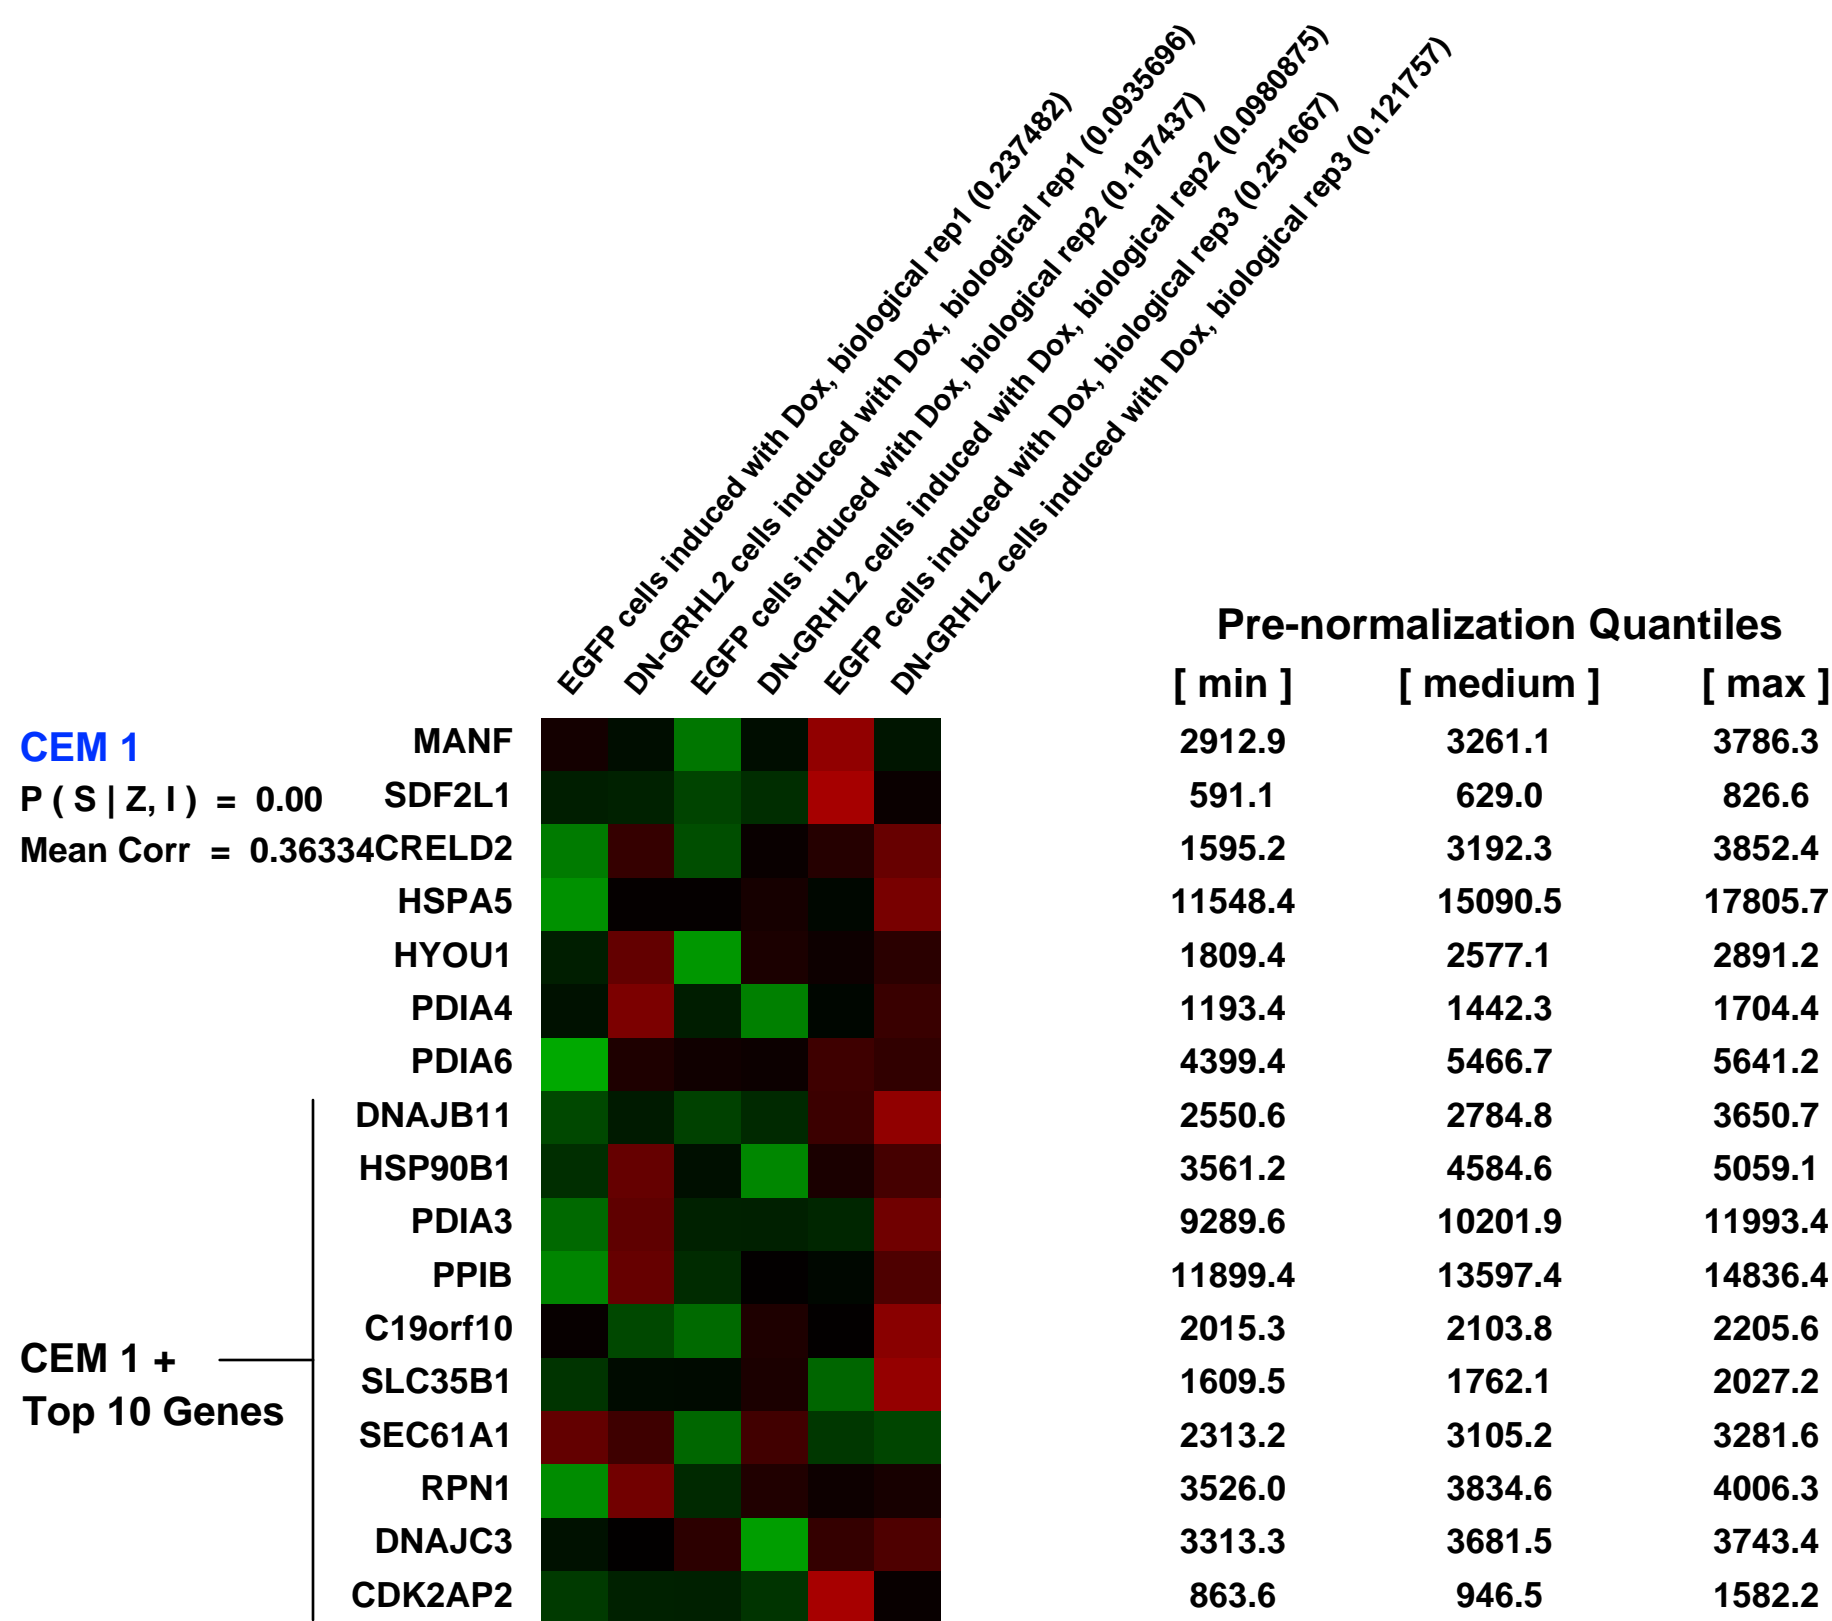 EGFP cells induced with Dox, biological rep1 (0.237482)
DN-GRHL2 cells induced with Dox, biological rep1 (0.0935696)
EGFP cells induced with Dox, biological rep2 (0.197437)
DN-GRHL2 cells induced with Dox, biological rep2 (0.0980875)
EGFP cells induced with Dox, biological rep3 (0.251667)
DN-GRHL2 cells induced with Dox, biological rep3 (0.121757)
Pre-normalization Quantiles
[ min ] [ medium ] [ max ]
CEM 1
P ( S | Z, I ) = 0.00
Mean Corr = 0.36334
MANF 2912.9 3261.1 3786.3
SDF2L1 591.1 629.0 826.6
CRELD2 1595.2 3192.3 3852.4
HSPA5 11548.4 15090.5 17805.7
HYOU1 1809.4 2577.1 2891.2
PDIA4 1193.4 1442.3 1704.4
PDIA6 4399.4 5466.7 5641.2
DNAJB11 2550.6 2784.8 3650.7
HSP90B1 3561.2 4584.6 5059.1
PDIA3 9289.6 10201.9 11993.4
PPIB 11899.4 13597.4 14836.4
C19orf10 2015.3 2103.8 2205.6
SLC35B1 1609.5 1762.1 2027.2
SEC61A1 2313.2 3105.2 3281.6
RPN1 3526.0 3834.6 4006.3
DNAJC3 3313.3 3681.5 3743.4
CDK2AP2 863.6 946.5 1582.2
CEM 1 +
Top 10 Genes